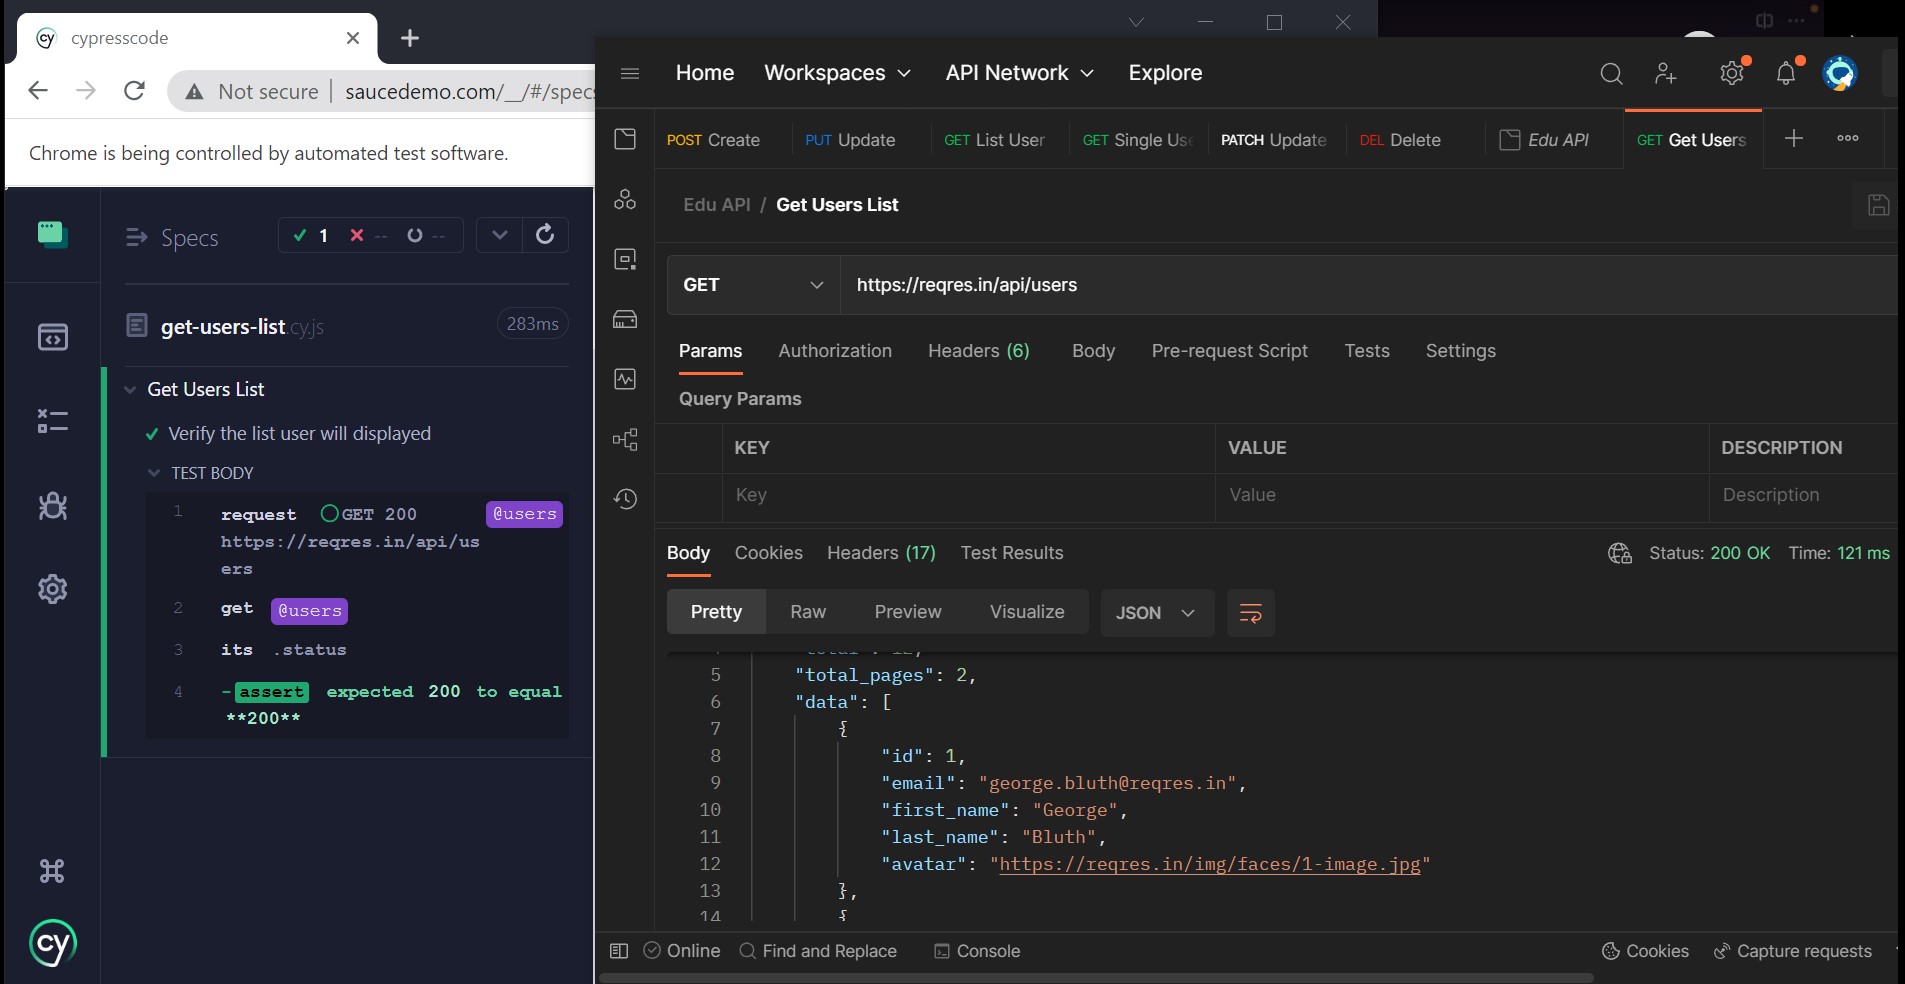 cypresscode
Not secure | saucedemo.com/__/#/spec
Chrome is being controlled by automated test software.
Specs
1 -- --
get-users-list.cy.js 283ms
Get Users List
Verify the list user will displayed
TEST BODY
1 request GET 200 @users
https://reqres.in/api/us
ers
2 get @users
3 its .status
4 -assert expected 200 to equal
**200**
cy
Home Workspaces API Network Explore
POST Create PUT Update GET List User GET Single Use PATCH Update DEL Delete Edu API GET Get Users
Edu API / Get Users List
GET https://reqres.in/api/users
Params Authorization Headers (6) Body Pre-request Script Tests Settings
Query Params
KEY VALUE DESCRIPTION
Key Value Description
Body Cookies Headers (17) Test Results Status: 200 OK Time: 121 ms
Pretty Raw Preview Visualize JSON
5 "total_pages": 2,
6 "data": [
7 {
8 "id": 1,
9 "email": "george.bluth@reqres.in",
10 "first_name": "George",
11 "last_name": "Bluth",
12 "avatar": "https://reqres.in/img/faces/1-image.jpg"
13 },
14 {
Online Find and Replace Console Cookies Capture requests